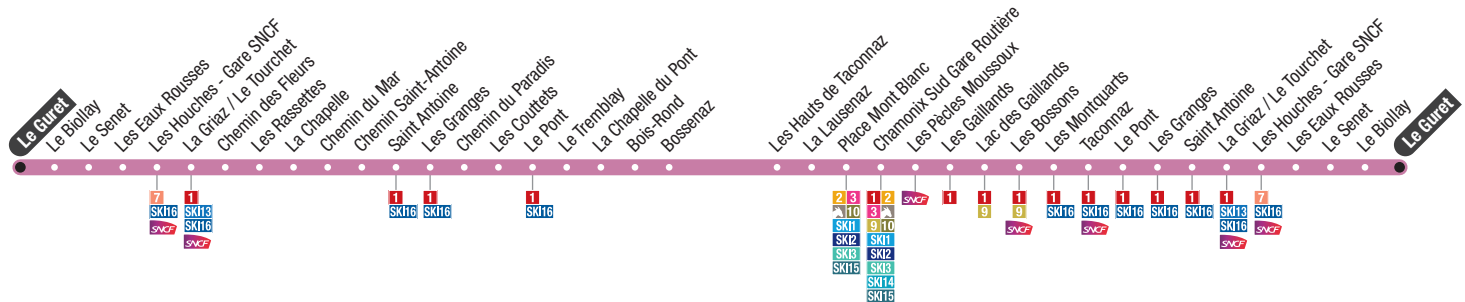 Le Guret
Le Biollay
Le Senet
Les Eaux Rousses
Les Houches - Gare SNCF
La Griaz / Le Tourchet
Chemin des Fleurs
Les Rassettes
La Chapelle
Chemin du Mar
Chemin Saint-Antoine
Saint Antoine
Les Granges
Chemin du Paradis
Les Couttets
Le Pont
Le Tremblay
La Chapelle du Pont
Bois-Rond
Bossenaz
Les Hauts de Taconnaz
La Lausenaz
Place Mont Blanc
Chamonix Sud Gare Routière
Les Pècles Moussoux
Les Gaillands
Lac des Gaillands
Les Bossons
Les Montquarts
Taconnaz
Le Pont
Les Granges
Saint Antoine
La Griaz / Le Tourchet
Les Houches - Gare SNCF
Les Eaux Rousses
Le Senet
Le Biollay
Le Guret
7
SKI16
SNCF
1
SKI13
SKI16
SNCF
1
SKI16
1
SKI16
1
SKI16
2 3
10
SKI1
SKI2
SKI3
SKI15
1 2
3
9 10
SKI1
SKI2
SKI3
SKI14
SKI15
SNCF
1
1
9
1
9
SNCF
1
SKI16
1
SKI16
SNCF
1
SKI16
1
SKI16
1
SKI16
1
SKI13
SKI16
SNCF
7
SKI16
SNCF